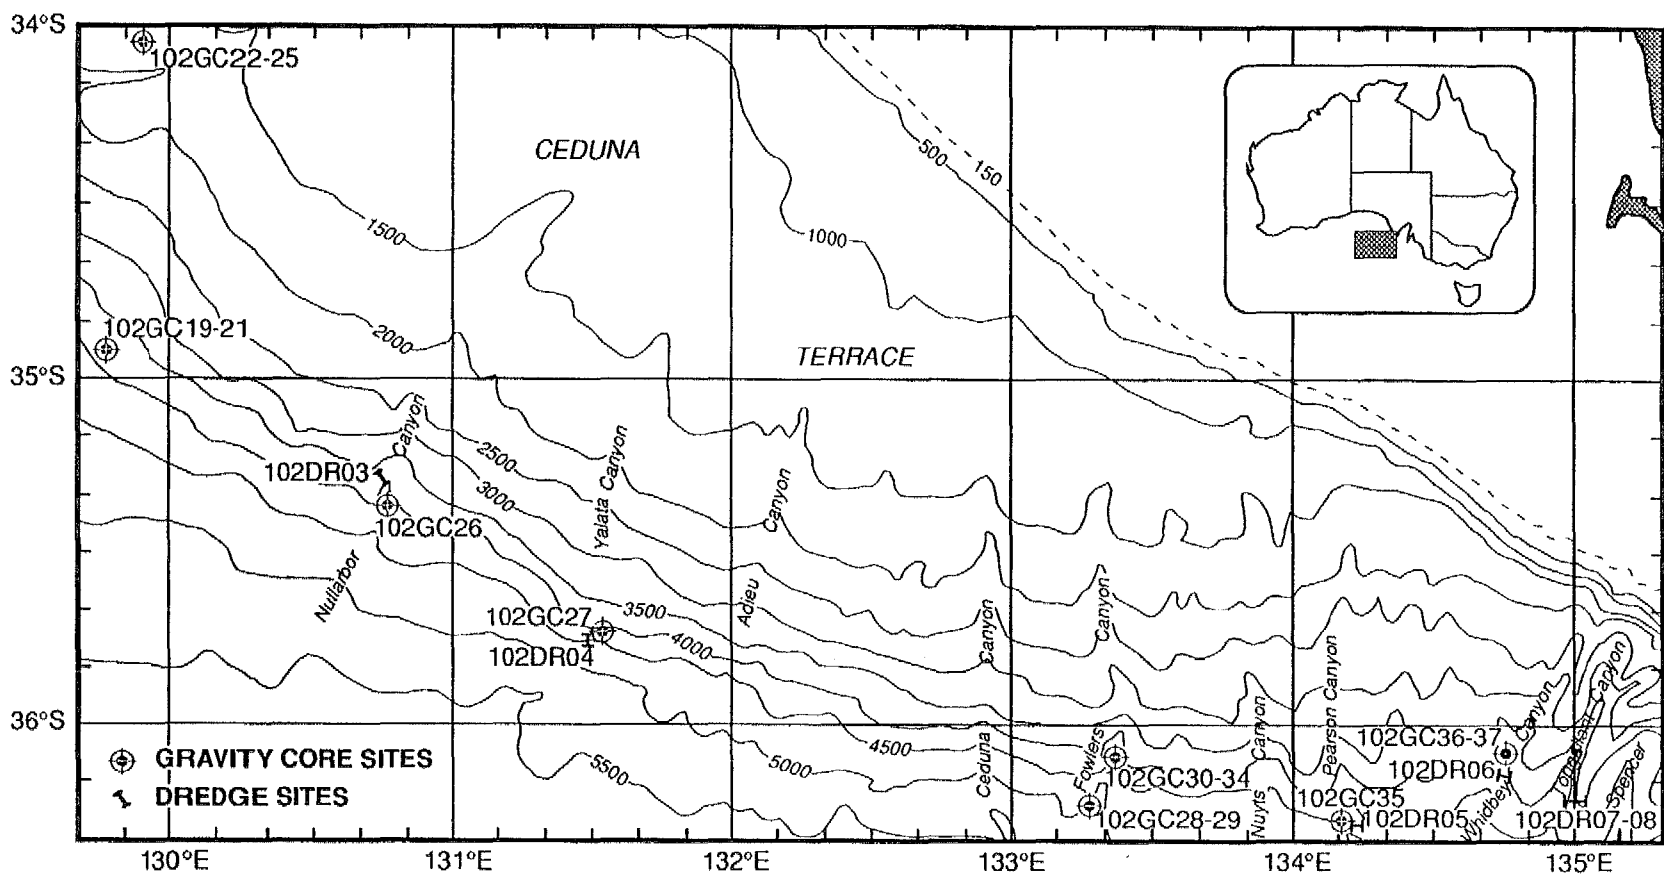 34°S
102GC22-25
CEDUNA
500
150
1500
1000
102GC19-21
2000
TERRACE
35°S
Canyon
2500
Yalata Canyon
102DR03
3000
Canyon
102GC26
Nullarbor
Adieu
102GC27
3500
Canyon
Canyon
4000
102DR04
Pearson Canyon
Canyon
Canyon
36°S
Canyon
GRAVITY CORE SITES
DREDGE SITES
5500
5000
4500
Ceduna
Fowlers
102GC30-34
102GC28-29
Nuyts
102GC36-37
102DR06
102GC35
102DR05
Whidbey
Spencer
102DR07-08
130°E
131°E
132°E
133°E
134°E
135°E